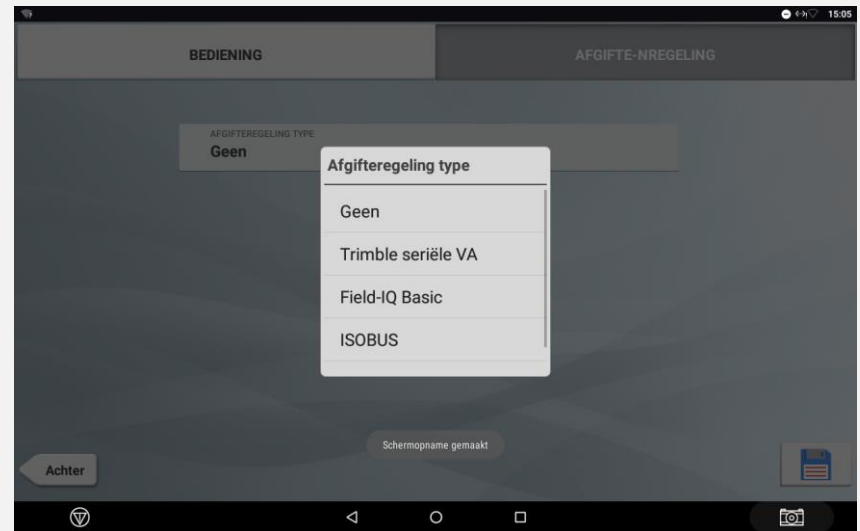 15:05
BEDIENING
AFGIFTE-NREGELING
AFGIFTEREGELING TYPE
Geen
Afgifteregeling type
Geen
Trimble seriële VA
Field-IQ Basic
ISOBUS
Schermopname gemaakt
Achter